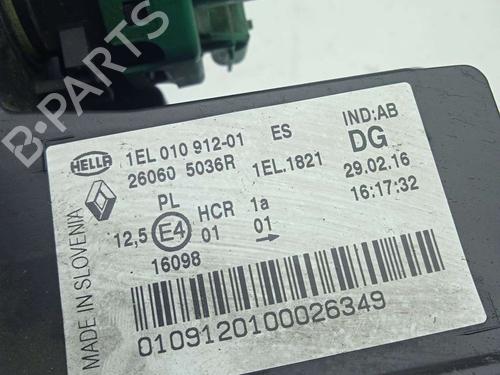 B-PARTS
HELLA
1EL 010 912-01
ES
IND:AB
26060 5036R
1EL.1821
DG
29.02.16
PL
HCR
1a
16:17:32
12,5
E4
01
01
16098
MADE IN SLOVENIA
0109120100026349